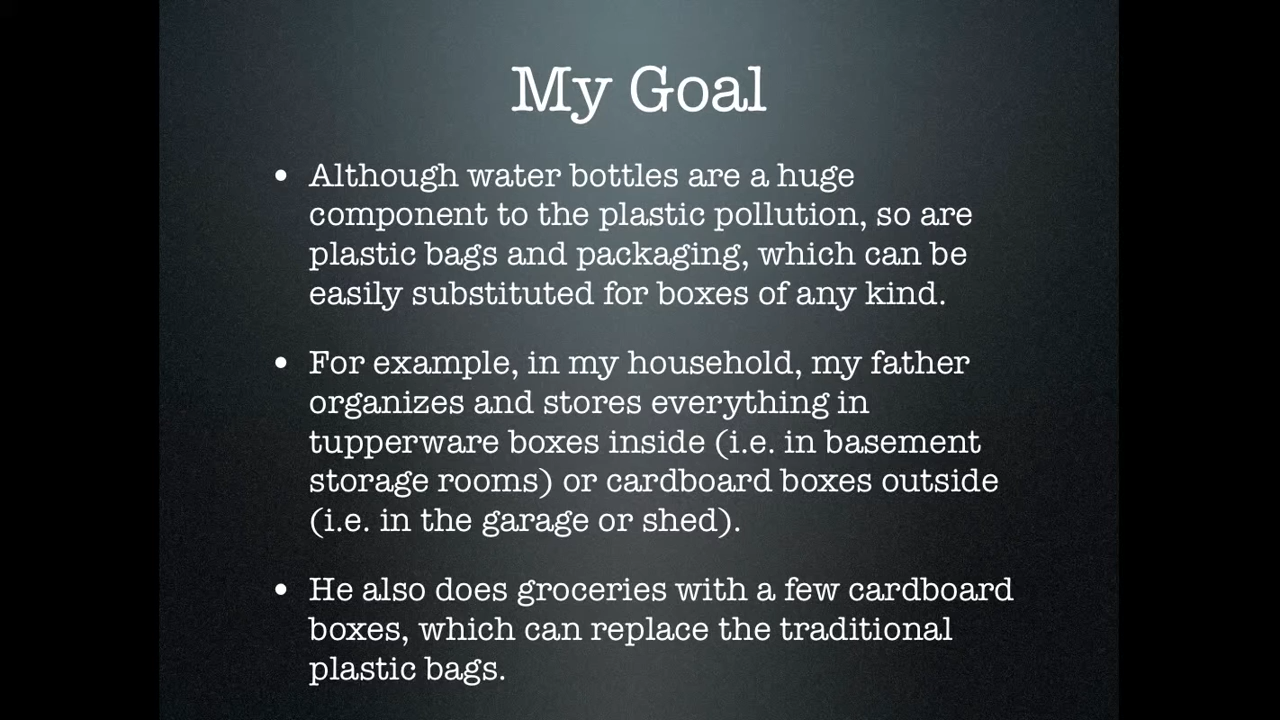 My Goal
• Although water bottles are a huge
component to the plastic pollution, so are
plastic bags and packaging, which can be
easily substituted for boxes of any kind.
• For example, in my household, my father
organizes and stores everything in
tupperware boxes inside (i.e. in basement
storage rooms) or cardboard boxes outside
(i.e. in the garage or shed).
• He also does groceries with a few cardboard
boxes, which can replace the traditional
plastic bags.